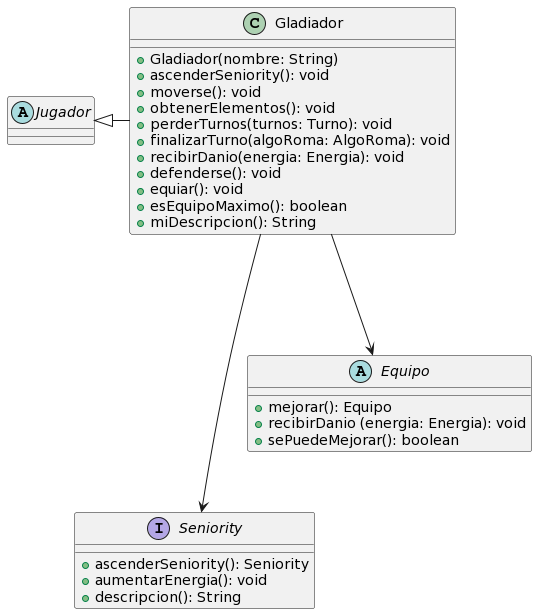 C Gladiador
Gladiador(nombre: String)
ascenderSeniority(): void
moverse(): void
obtenerElementos(): void
perderTurnos(turnos: Turno): void
finalizarTurno(algoRoma: AlgoRoma): void
recibirDanio(energia: Energia): void
defenderse(): void
equiar(): void
esEquipoMaximo(): boolean
miDescripcion(): String
A Jugador
A Equipo
mejorar(): Equipo
recibirDanio (energia: Energia): void
sePuedeMejorar(): boolean
I Seniority
ascenderSeniority(): Seniority
aumentarEnergia(): void
descripcion(): String